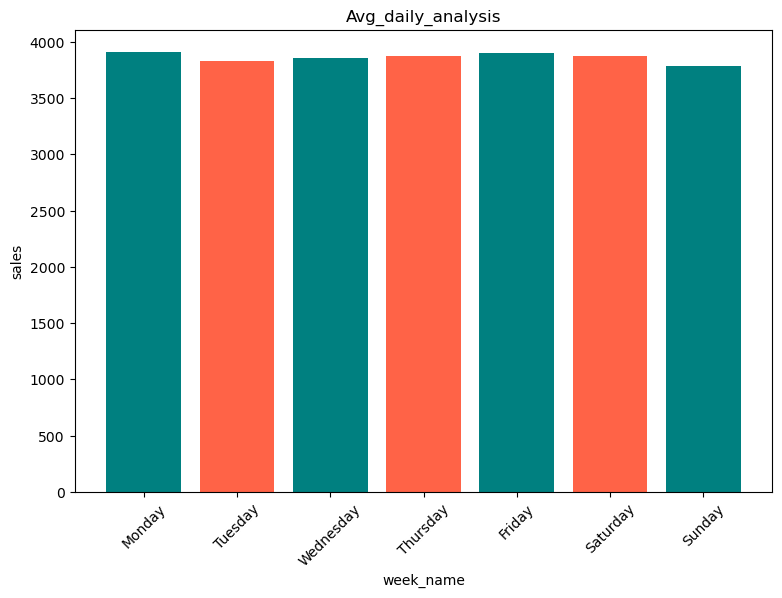 Avg_daily_analysis
sales
4000
3500
3000
2500
2000
1500
1000
500
0
Monday
Tuesday
Wednesday
Thursday
Friday
Saturday
Sunday
week_name